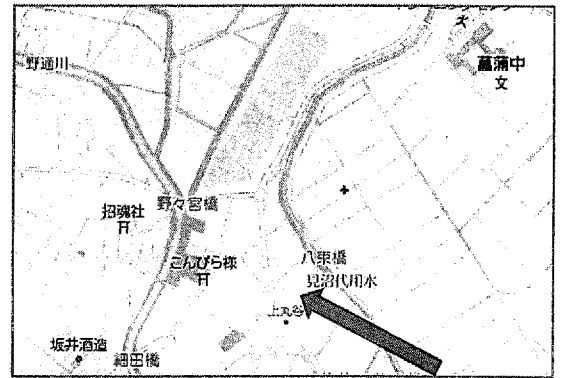 野通川
菖蒲中
文
野々宮橋
招魂社
こんぴら様
八束橋
見沼代用水
上丸谷
坂井酒造
細田橋